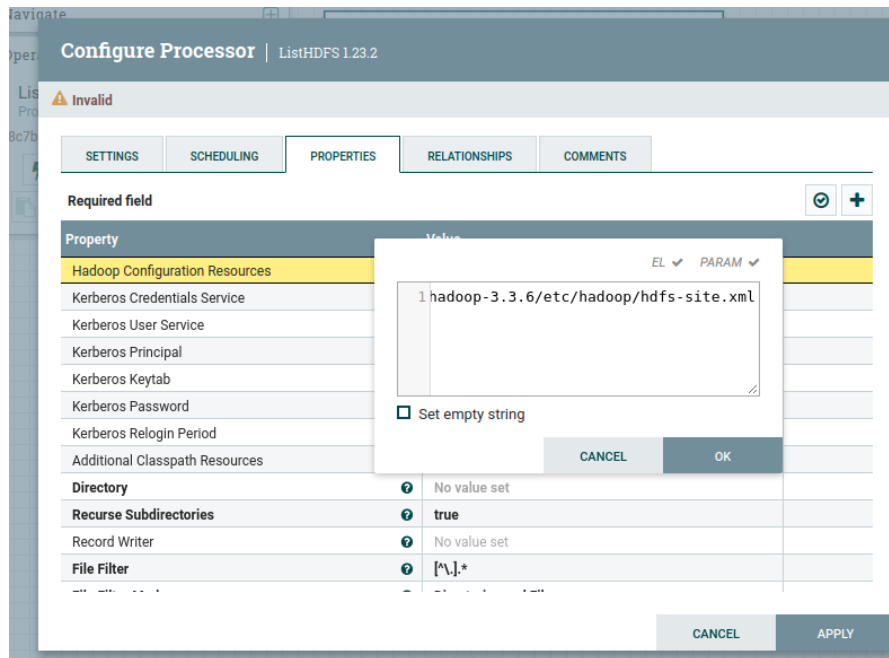 Navigate
Configure Processor | ListHDFS 1.23.2
Invalid
SETTINGS SCHEDULING PROPERTIES RELATIONSHIPS COMMENTS
Required field
Property Value
EL PARAM
Hadoop Configuration Resources
1 hadoop-3.3.6/etc/hadoop/hdfs-site.xml
Kerberos Credentials Service
Kerberos User Service
Kerberos Principal
Kerberos Keytab
Kerberos Password
Set empty string
Kerberos Relogin Period
CANCEL OK
Additional Classpath Resources
Directory No value set
Recurse Subdirectories true
Record Writer No value set
File Filter [^\.].*
CANCEL APPLY